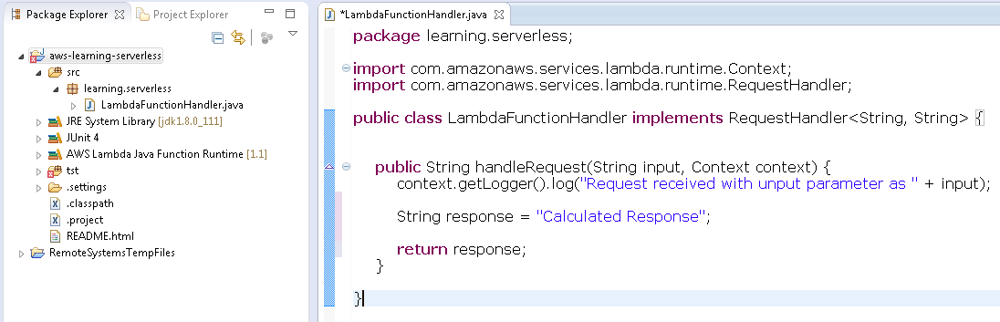 Package Explorer
Project Explorer
aws-learning-serverless
src
learning.serverless
LambdaFunctionHandler.java
JRE System Library [jdk1.8.0_111]
JUnit 4
AWS Lambda Java Function Runtime [1.1]
tst
.settings
.classpath
.project
README.html
RemoteSystemsTempFiles
*LambdaFunctionHandler.java
package learning.serverless;
import com.amazonaws.services.lambda.runtime.Context;
import com.amazonaws.services.lambda.runtime.RequestHandler;
public class LambdaFunctionHandler implements RequestHandler<String, String> {
public String handleRequest(String input, Context context) {
context.getLogger().log("Request received with unput parameter as " + input);
String response = "Calculated Response";
return response;
}
}